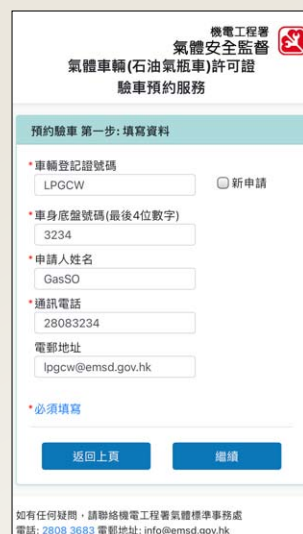 機電工程署
氣體安全監督
氣體車輛(石油氣瓶車)許可證
驗車預約服務
預約驗車 第一步: 填寫資料
*車輛登記證號碼
LPGCW
新申請
*車身底盤號碼(最後4位數字)
3234
*申請人姓名
GasSO
*通訊電話
28083234
電郵地址
lpgcw@emsd.gov.hk
*必須填寫
返回上頁
繼續
如有任何疑問，請聯絡機電工程署氣體標準事務處
電話: 2808 3683 電郵地址: info@emsd.gov.hk